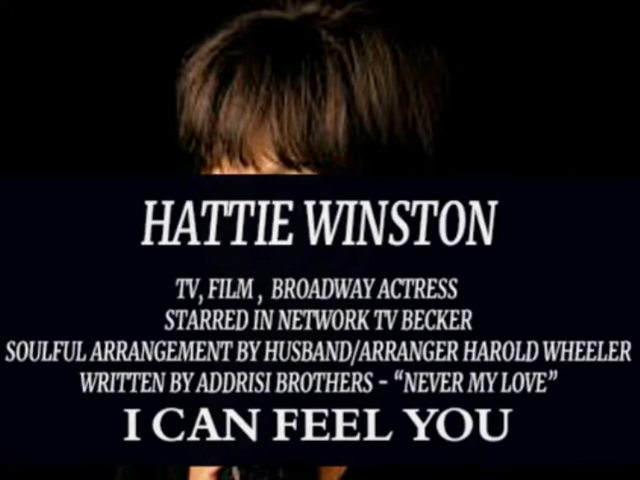 HATTIE WINSTON
TV, FILM , BROADWAY ACTRESS
STARRED IN NETWORK TV BECKER
SOULFUL ARRANGEMENT BY HUSBAND/ARRANGER HAROLD WHEELER
WRITTEN BY ADDRISI BROTHERS - "NEVER MY LOVE"
I CAN FEEL YOU